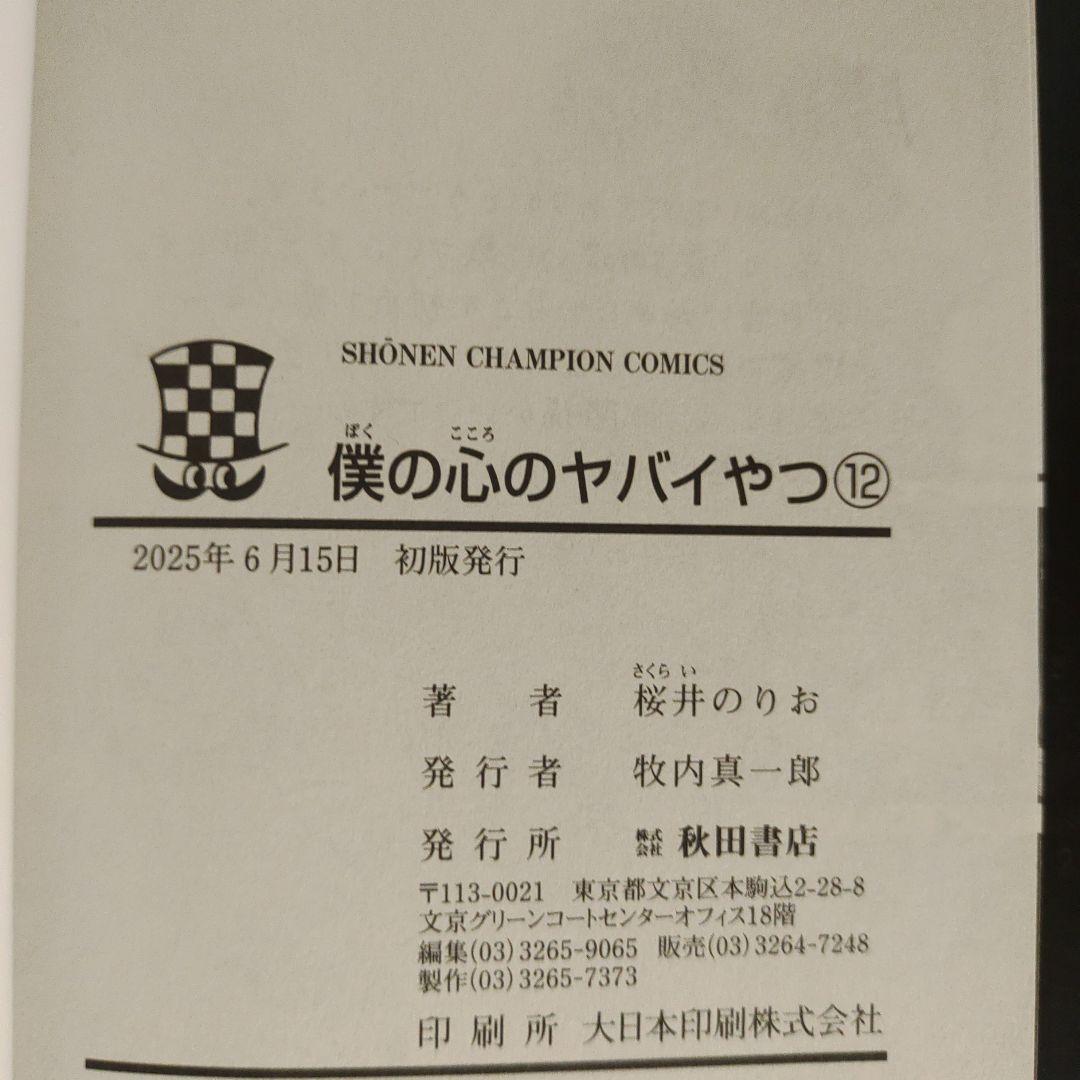 SHŌNEN CHAMPION COMICS
ぼく こころ
僕の心のヤバイやつ⑫
2025年6月15日 初版発行
さくら い
著者 桜井のりお
発行者 牧内真一郎
発行所 株式会社 秋田書店
〒113-0021 東京都文京区本駒込2-28-8
文京グリーンコートセンターオフィス18階
編集(03)3265-9065 販売(03)3264-7248
製作(03)3265-7373
印刷所 大日本印刷株式会社